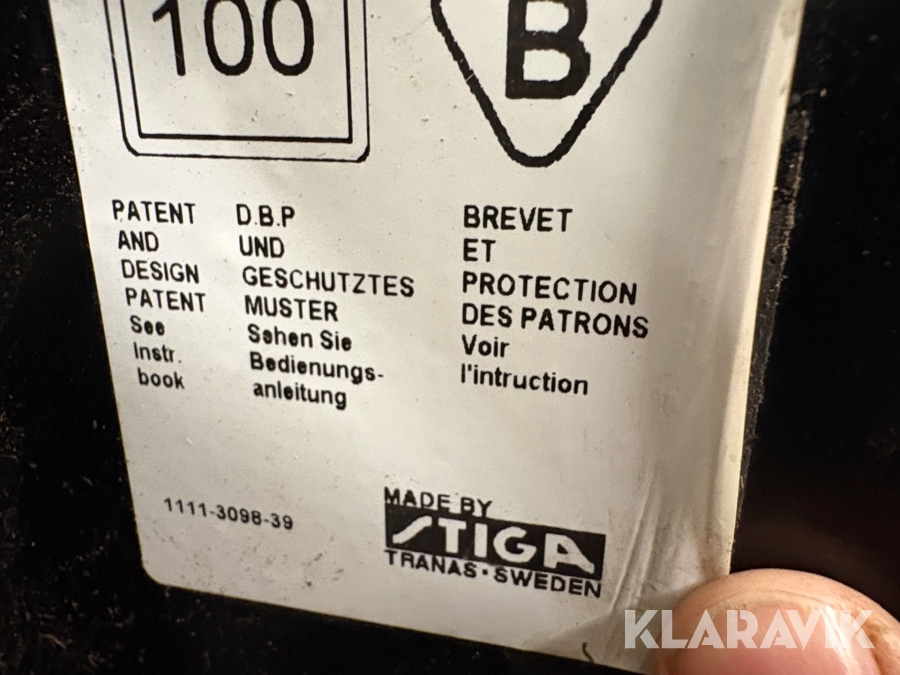 100
B
PATENT
AND
DESIGN
PATENT
See
Instr.
book
D.B.P
UND
GESCHUTZTES
MUSTER
Sehen Sie
Bedienungs-
anleitung
BREVET
ET
PROTECTION
DES PATRONS
Voir
l'intruction
1111-3098-39
MADE BY
STIGA
TRANAS · SWEDEN
KLARAVIK